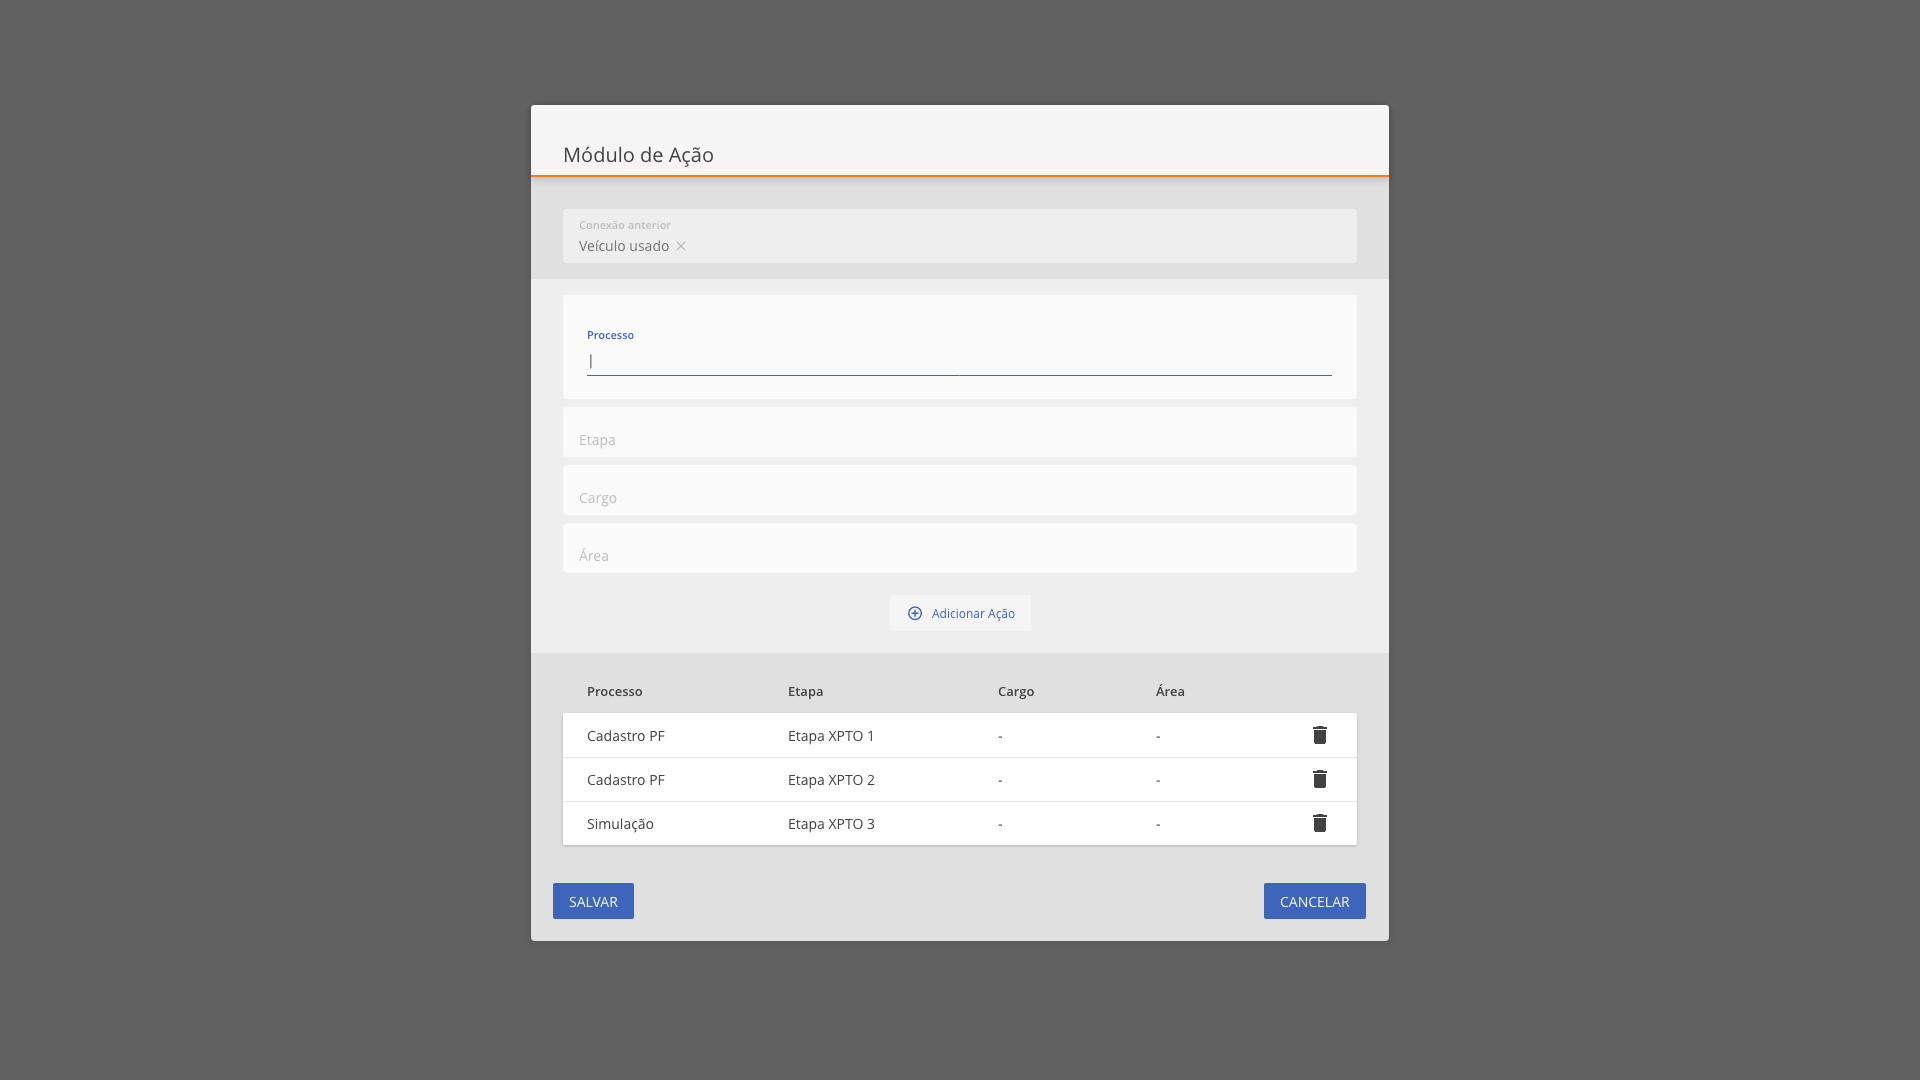 Módulo de Ação
Conexão anterior
Veículo usado
Processo
Etapa
Cargo
Área
Adicionar Ação
Processo Etapa Cargo Área
Cadastro PF Etapa XPTO 1 - -
Cadastro PF Etapa XPTO 2 - -
Simulação Etapa XPTO 3 - -
SALVAR CANCELAR